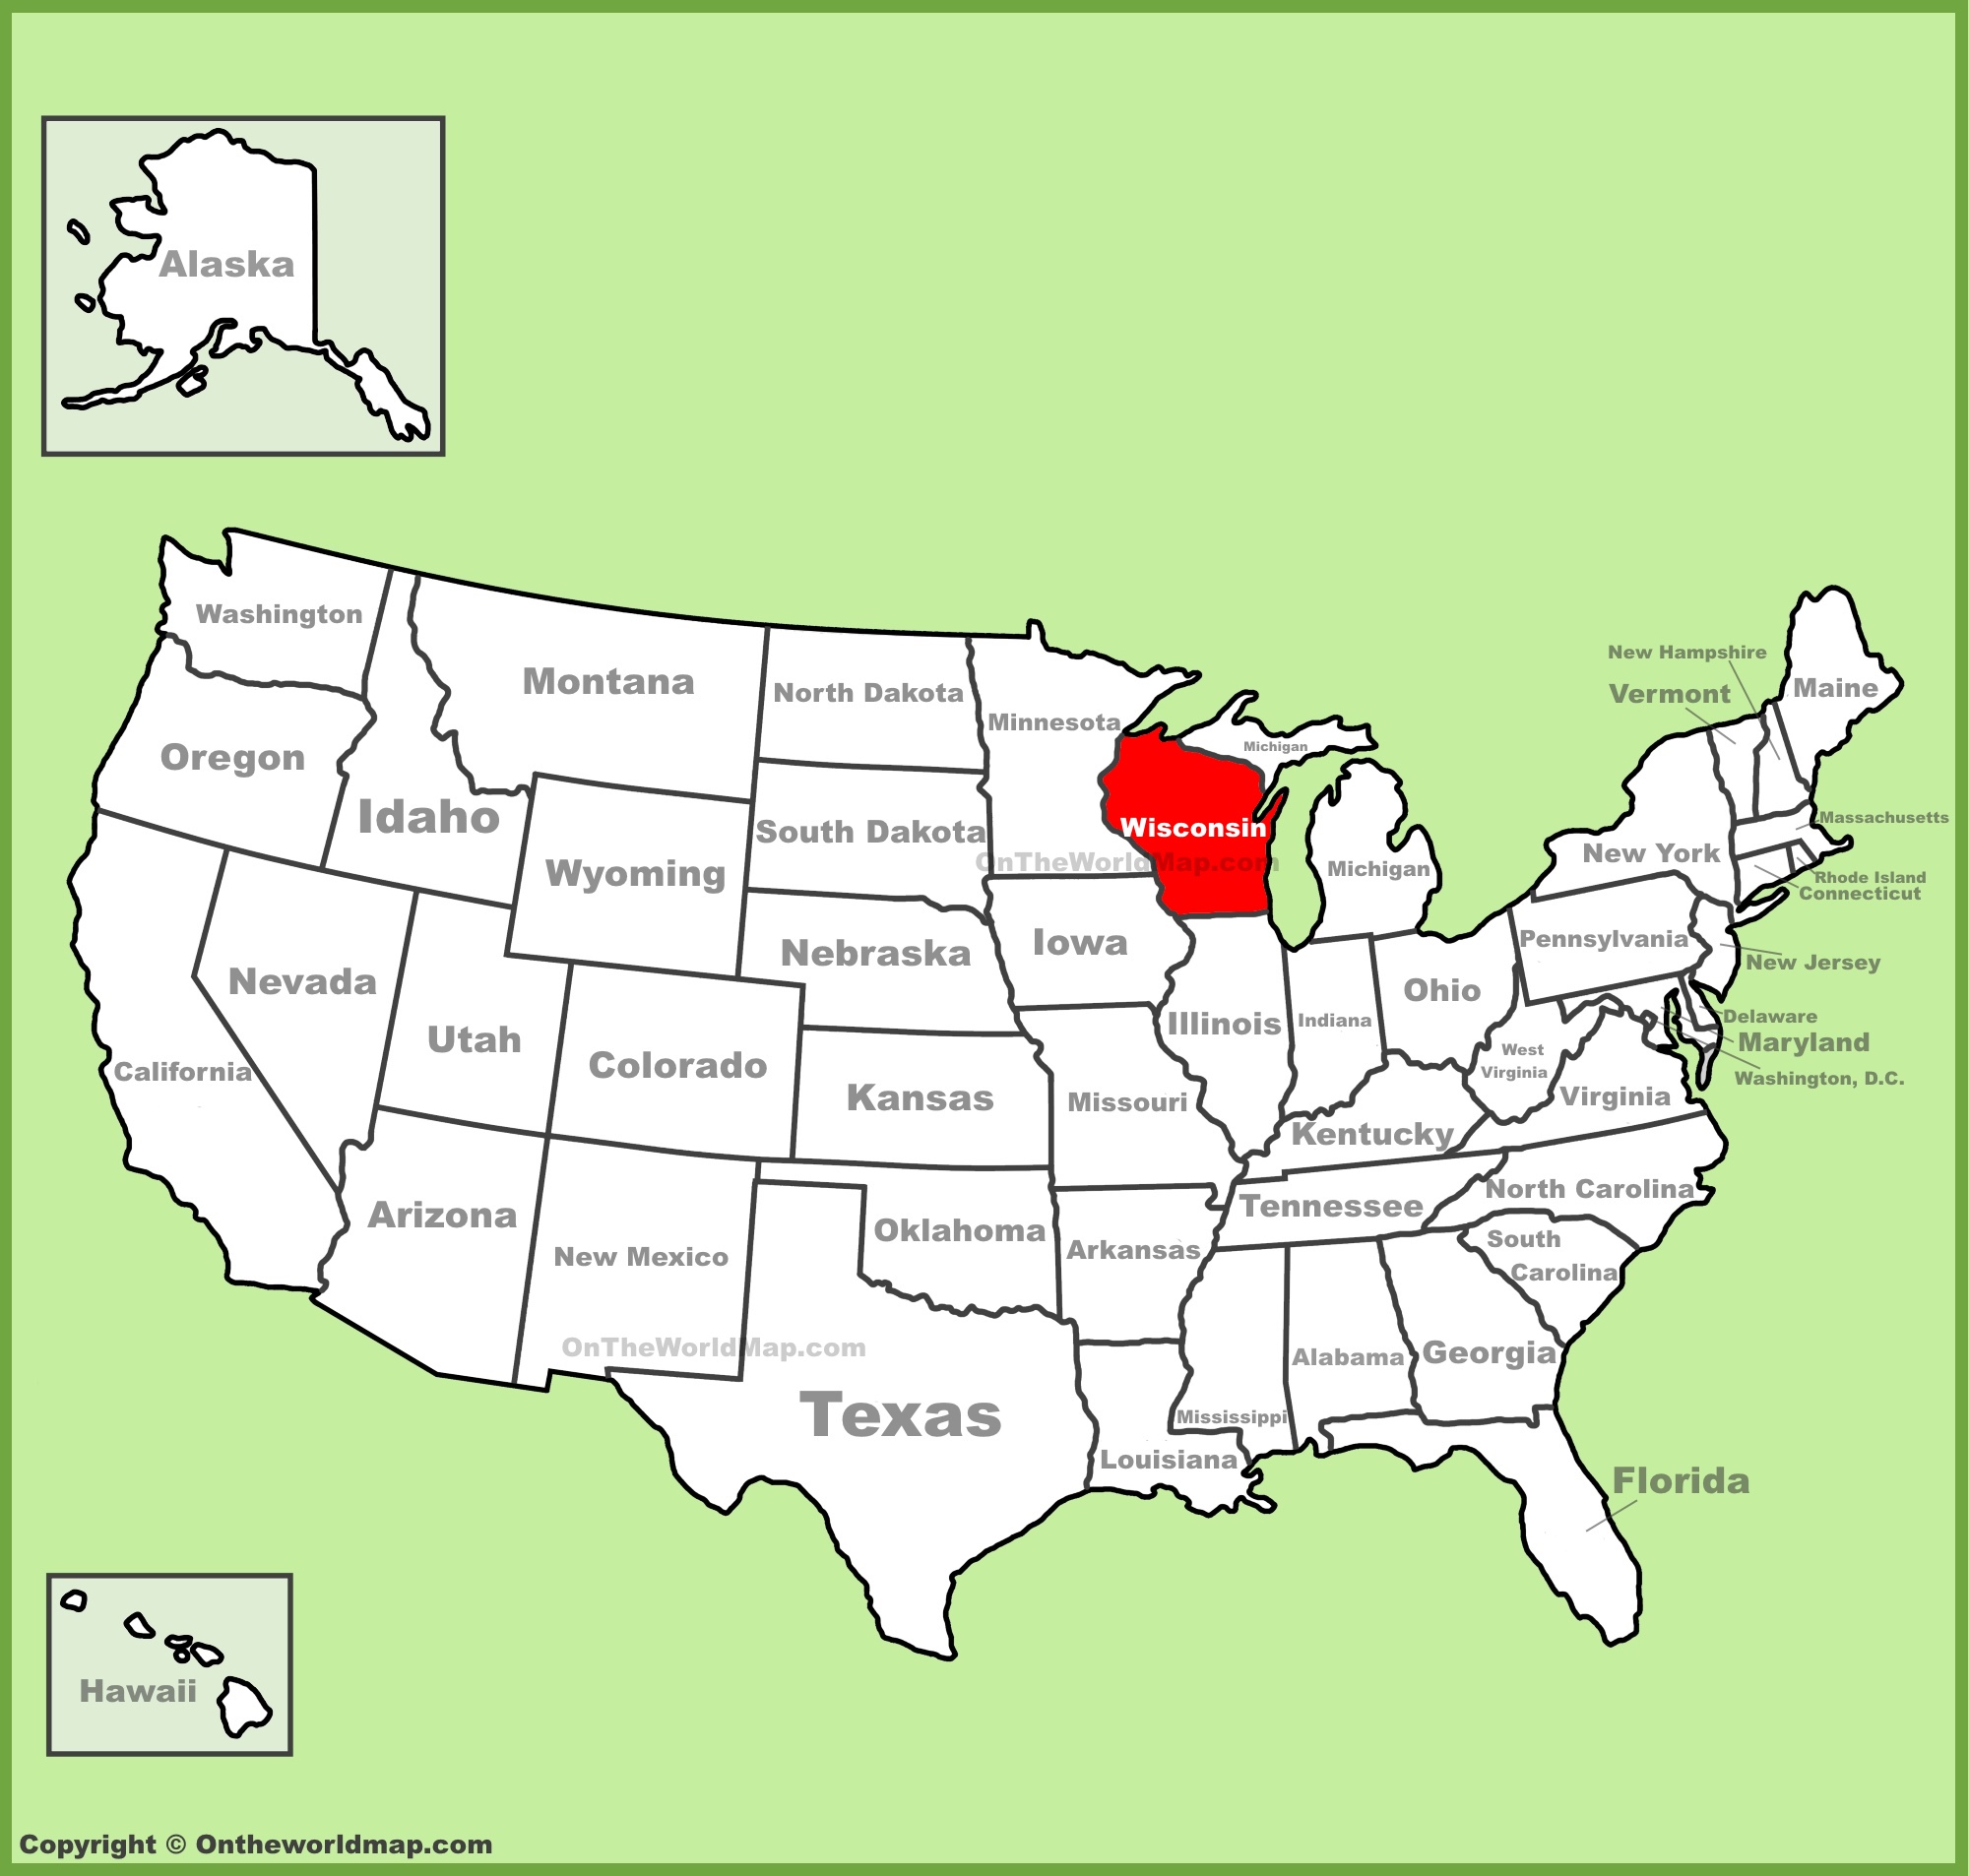 Alaska
Washington
Montana
North Dakota
Minnesota
Michigan
New Hampshire
Vermont
Maine
Oregon
Idaho
Wyoming
South Dakota
Wisconsin
OnTheWorldMap.com
Michigan
New York
Massachusetts
Rhode Island
Connecticut
Nevada
Utah
Colorado
Nebraska
Iowa
Illinois
Indiana
Ohio
Pennsylvania
New Jersey
Delaware
Maryland
Washington, D.C.
California
Kansas
Missouri
Kentucky
West
Virginia
Virginia
Arizona
New Mexico
Oklahoma
Arkansas
Tennessee
North Carolina
South
Carolina
OnTheWorldMap.com
Texas
Louisiana
Mississippi
Alabama
Georgia
Florida
Hawaii
Copyright © Ontheworldmap.com